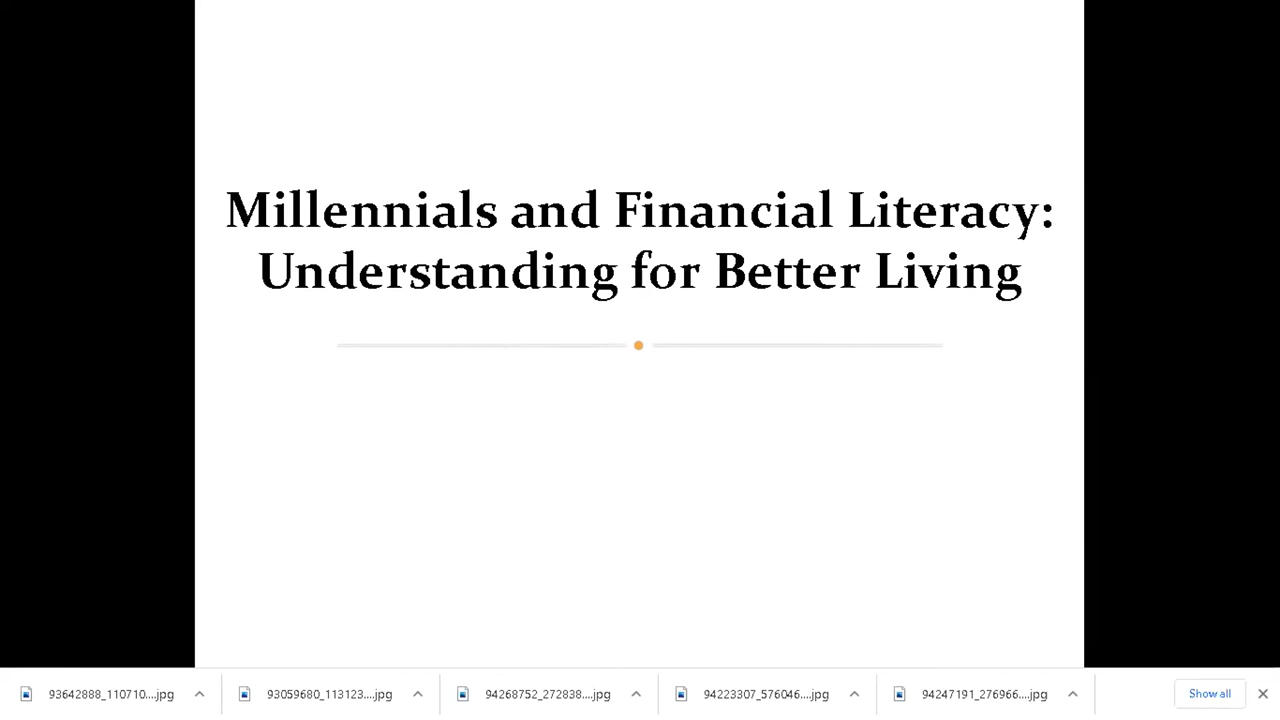 Millennials and Financial Literacy:
Understanding for Better Living
93642888_110710....jpg
93059680_113123....jpg
94268752_272838....jpg
94223307_576046....jpg
94247191_276966....jpg
Show all